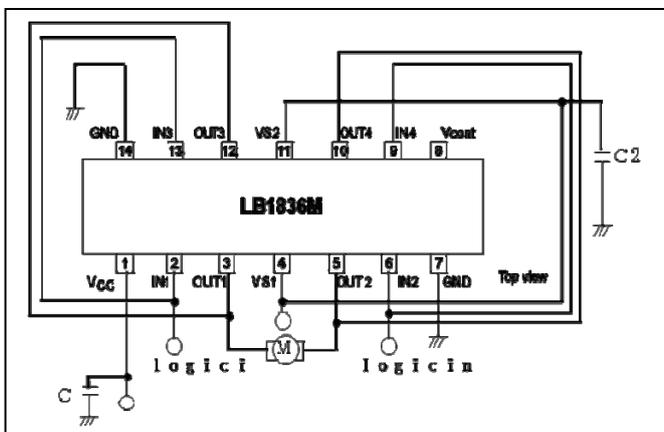 GND IN3 OUT3 VS2 OUT4 IN4 Vcont
14 13 12 11 10 9 8
C2
LB1836M
1 2 3 4 5 6 7
VCC IN1 OUT1 VS1 OUT2 IN2 GND Top view
M
logici logicin
C